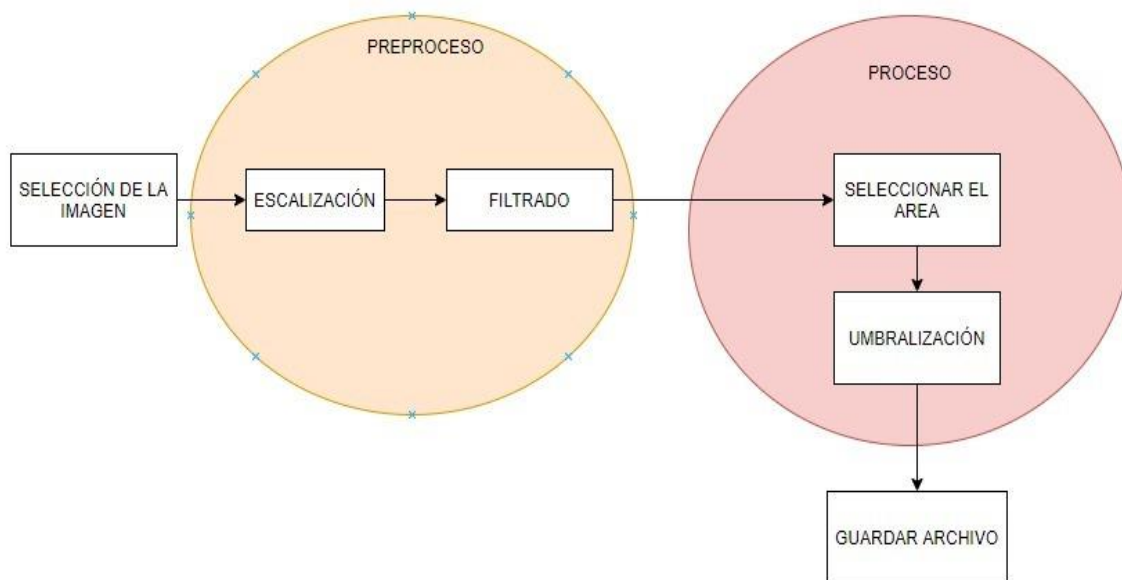 PREPROCESO
PROCESO
SELECCIÓN DE LA
IMAGEN
ESCALIZACIÓN
FILTRADO
SELECCIONAR EL
AREA
UMBRALIZACIÓN
GUARDAR ARCHIVO